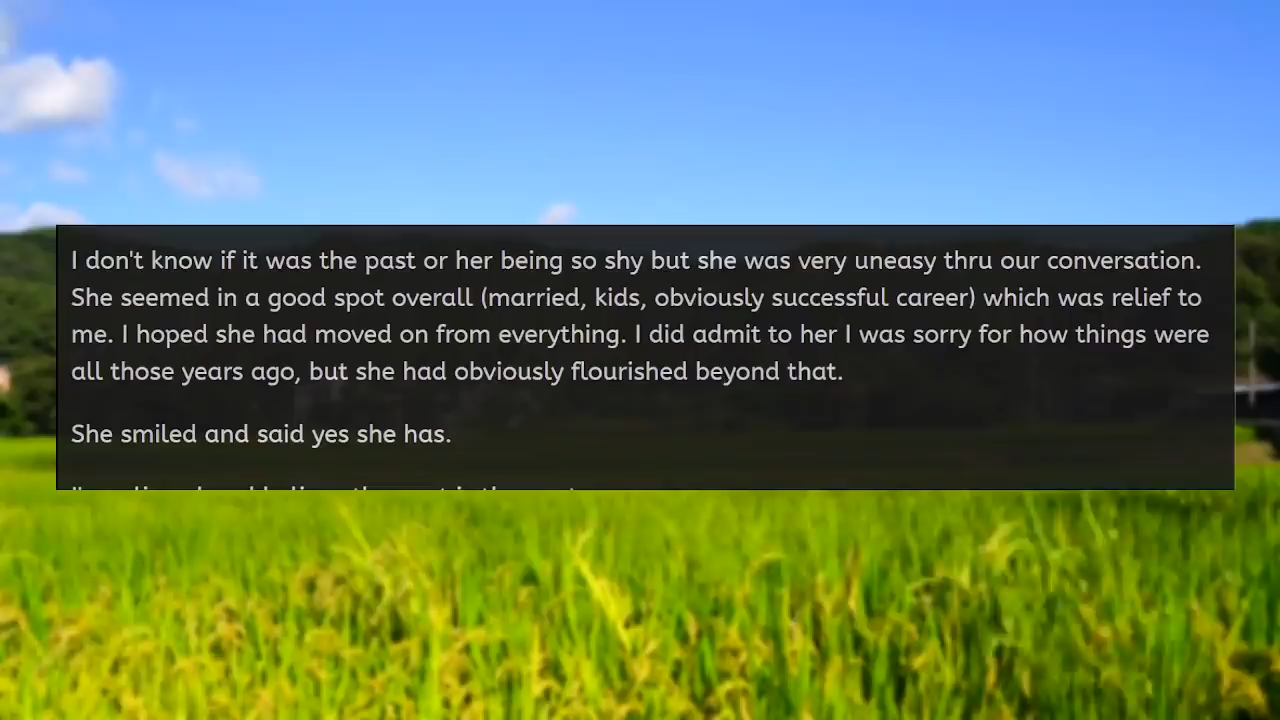 I don't know if it was the past or her being so shy but she was very uneasy thru our conversation.
She seemed in a good spot overall (married, kids, obviously successful career) which was relief to
me. I hoped she had moved on from everything. I did admit to her I was sorry for how things were
all those years ago, but she had obviously flourished beyond that.
She smiled and said yes she has.